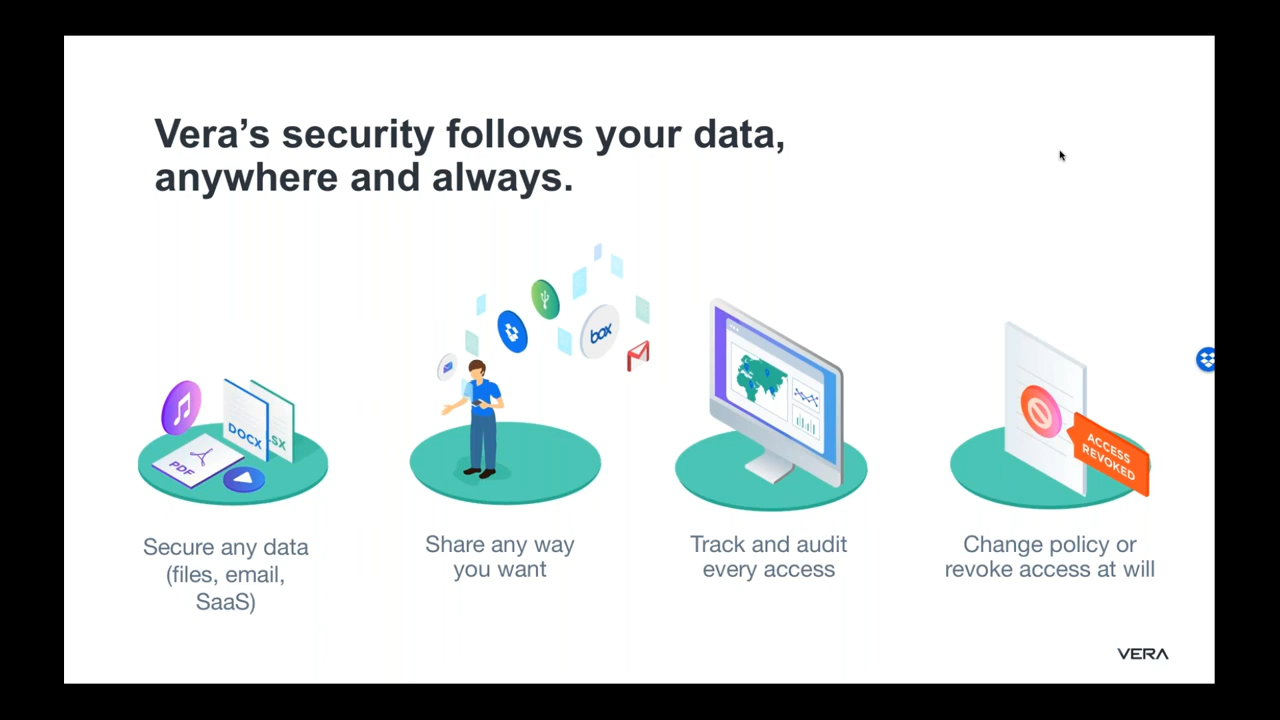 Vera's security follows your data,
anywhere and always.
box
DOCX
.SX
PDF
ACCESS
REVOKED
Secure any data
(files, email,
SaaS)
Share any way
you want
Track and audit
every access
Change policy or
revoke access at will
VERA